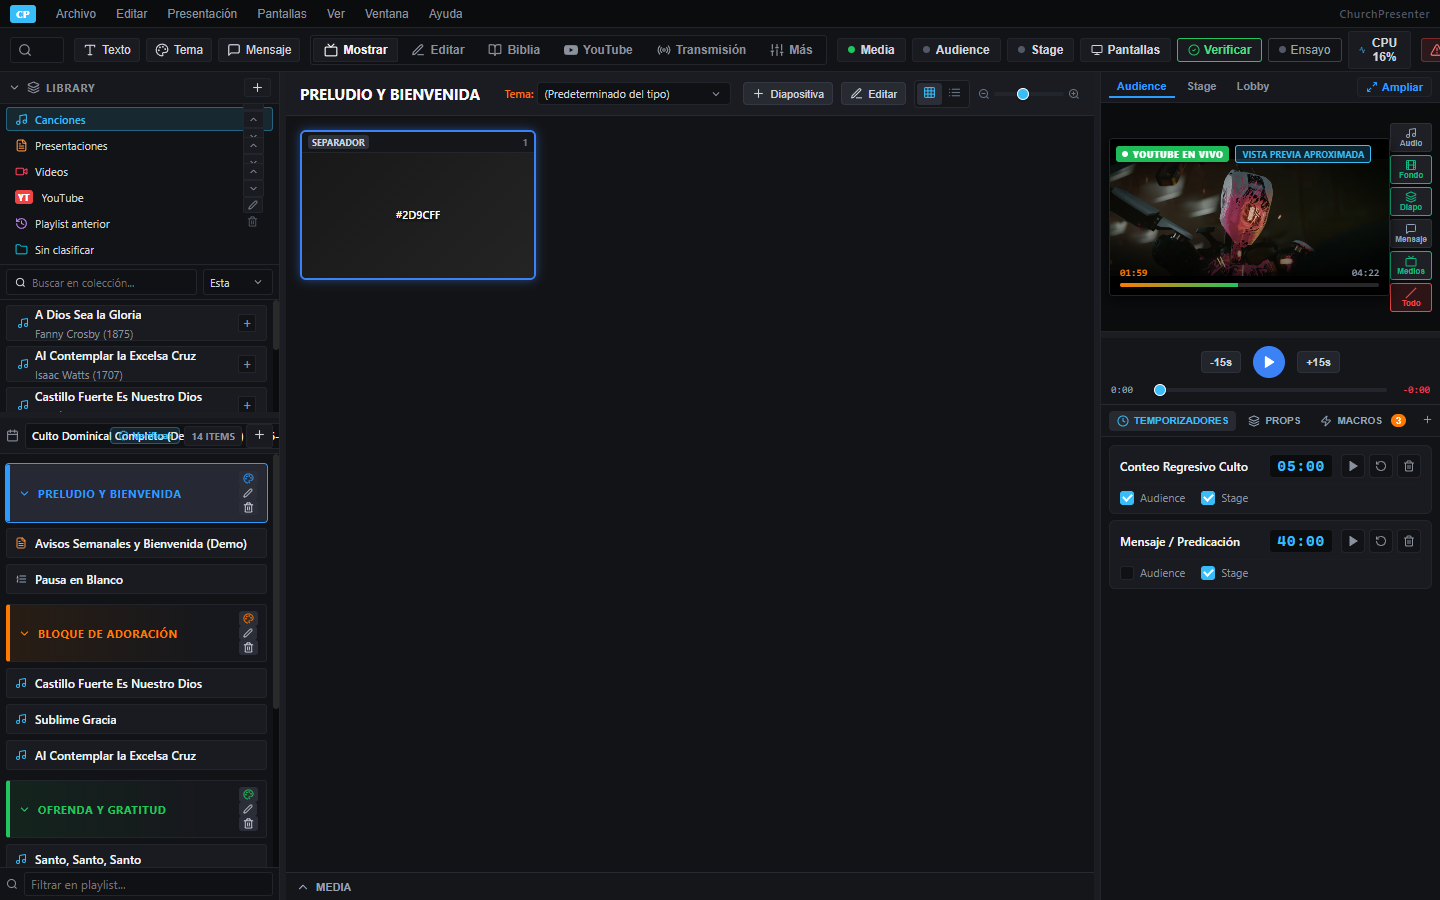 CP Archivo Editar Presentación Pantallas Ver Ventana Ayuda ChurchPresenter
Texto Tema Mensaje Mostrar Editar Biblia YouTube Transmisión Más Media Audience Stage Pantallas Verificar Ensayo CPU 16%
LIBRARY
Canciones
Presentaciones
Videos
YT YouTube
Playlist anterior
Sin clasificar
Buscar en colección... Esta
A Dios Sea la Gloria
Fanny Crosby (1875)
Al Contemplar la Excelsa Cruz
Isaac Watts (1707)
Castillo Fuerte Es Nuestro Dios
Culto Dominical Completo (De 14 ITEMS
PRELUDIO Y BIENVENIDA
Avisos Semanales y Bienvenida (Demo)
Pausa en Blanco
BLOQUE DE ADORACIÓN
Castillo Fuerte Es Nuestro Dios
Sublime Gracia
Al Contemplar la Excelsa Cruz
OFRENDA Y GRATITUD
Santo, Santo, Santo
Filtrar en playlist...
PRELUDIO Y BIENVENIDA Tema: (Predeterminado del tipo) Diapositiva Editar
SEPARADOR 1
#2D9CFF
MEDIA
Audience Stage Lobby Ampliar
YOUTUBE EN VIVO VISTA PREVIA APROXIMADA
01:59 04:22
Audio
Fondo
Diapo
Mensaje
Medios
Todo
-15s +15s
0:00 -0:00
TEMPORIZADORES PROPS MACROS 3
Conteo Regresivo Culto 05:00
Audience Stage
Mensaje / Predicación 40:00
Audience Stage